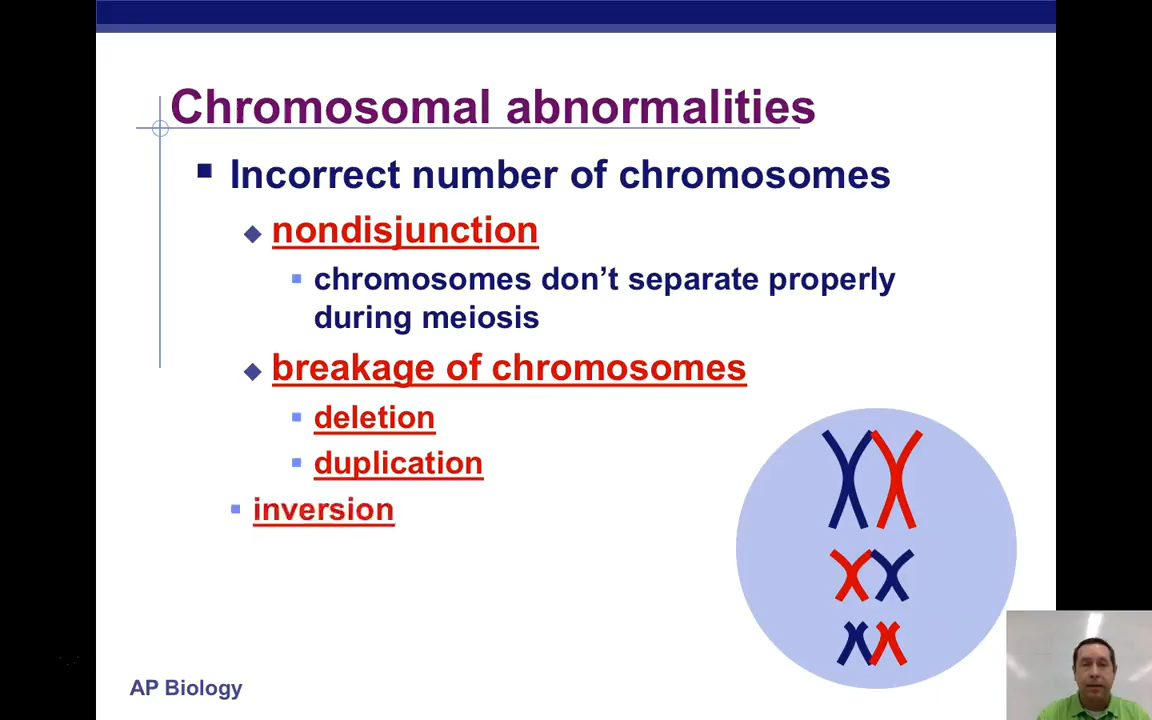 Chromosomal abnormalities
Incorrect number of chromosomes
nondisjunction
chromosomes don’t separate properly
during meiosis
breakage of chromosomes
deletion
duplication
inversion
AP Biology